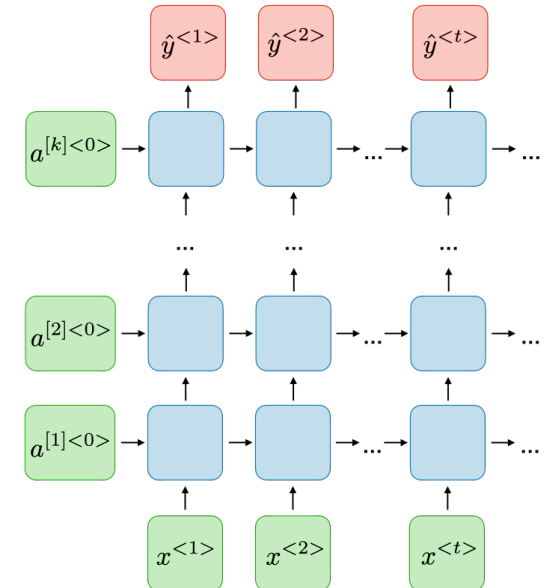 ŷ<1> ŷ<2> ŷ<t>
a[k]<0> ... ...
... ... ...
a[2]<0> ... ...
a[1]<0> ... ...
x<1> x<2> x<t>